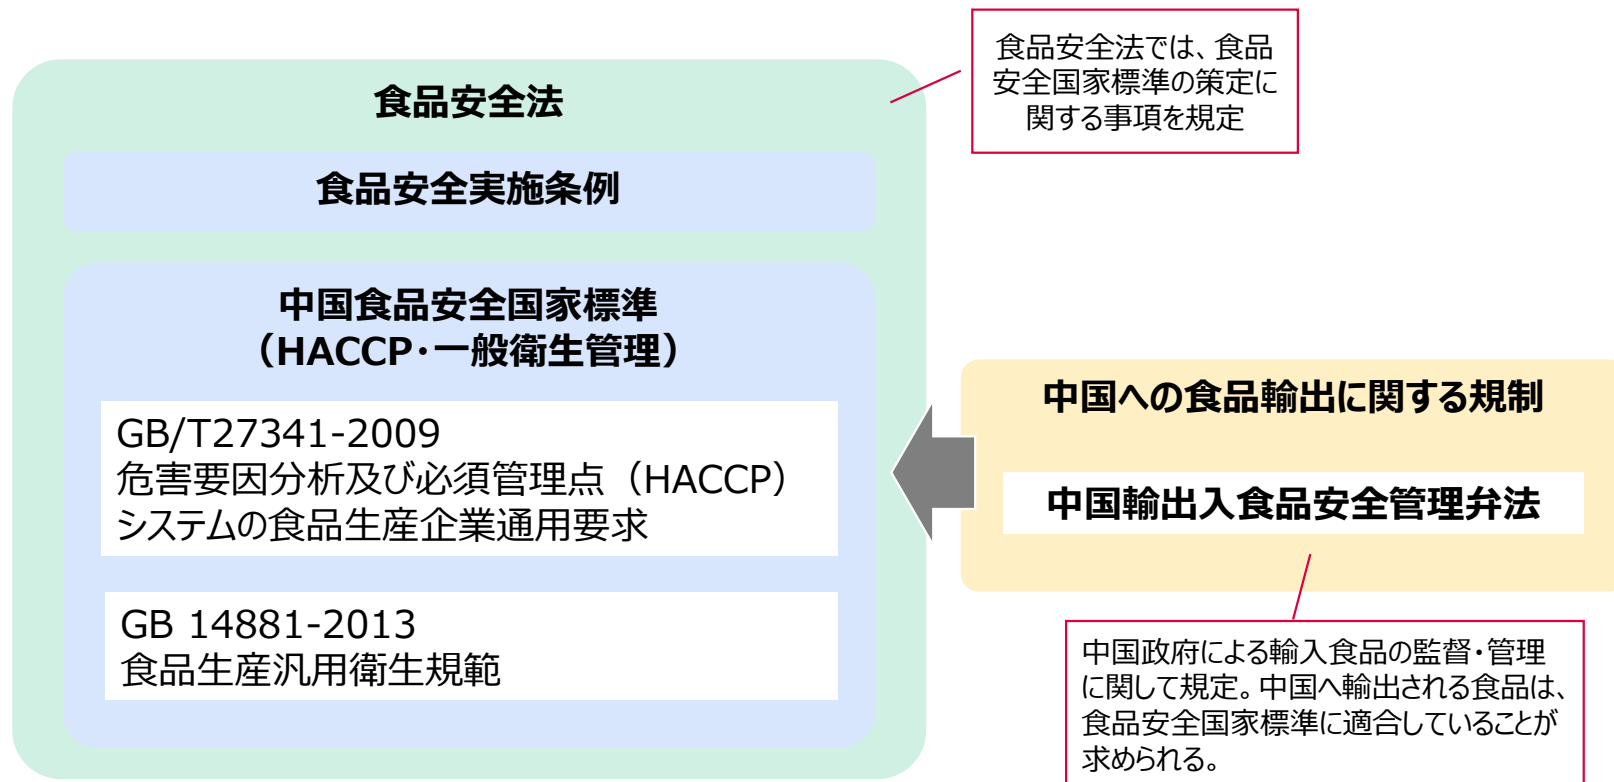 食品安全法では、食品
安全国家標準の策定に
関する事項を規定
食品安全法
食品安全実施条例
中国食品安全国家標準
（HACCP・一般衛生管理）
GB/T27341-2009
危害要因分析及び必須管理点（HACCP）
システムの食品生産企業通用要求
GB 14881-2013
食品生産汎用衛生規範
中国への食品輸出に関する規制
中国輸出入食品安全管理弁法
中国政府による輸入食品の監督・管理
に関して規定。中国へ輸出される食品は、
食品安全国家標準に適合していることが
求められる。